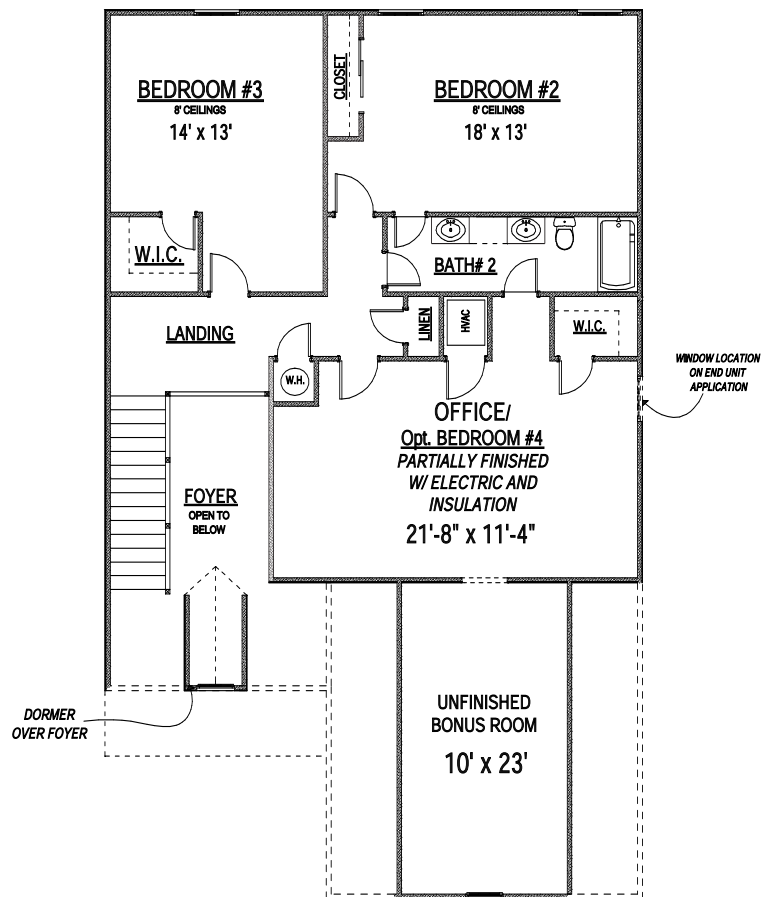 BEDROOM #3
8' CEILINGS
14' x 13'
CLOSET
BEDROOM #2
8' CEILINGS
18' x 13'
W.I.C.
BATH# 2
LANDING
LINEN
HVAC
W.I.C.
W.H.
WINDOW LOCATION
ON END UNIT
APPLICATION
OFFICE/
Opt. BEDROOM #4
PARTIALLY FINISHED
W/ ELECTRIC AND
INSULATION
21'-8" x 11'-4"
FOYER
OPEN TO
BELOW
DORMER
OVER FOYER
UNFINISHED
BONUS ROOM
10' x 23'